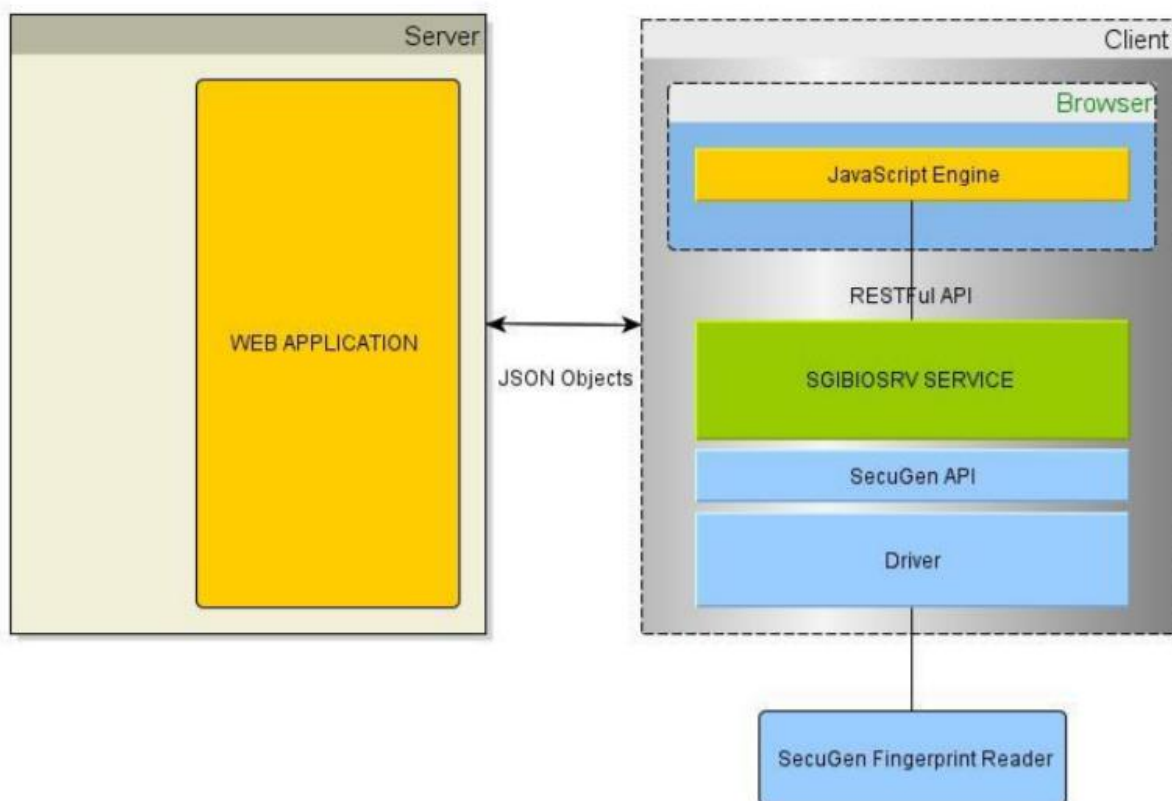 Server
WEB APPLICATION
JSON Objects
Client
Browser
JavaScript Engine
RESTFul API
SGIBIOSRV SERVICE
SecuGen API
Driver
SecuGen Fingerprint Reader